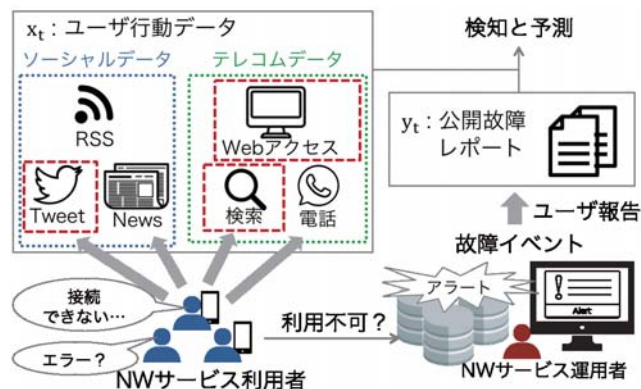 xt：ユーザ行動データ
ソーシャルデータ
テレコムデータ
RSS
Webアクセス
Tweet
News
検索
電話
検知と予測
yt：公開故障
レポート
ユーザ報告
故障イベント
アラート
Alert
接続
できない…
エラー？
利用不可？
NWサービス利用者
NWサービス運用者